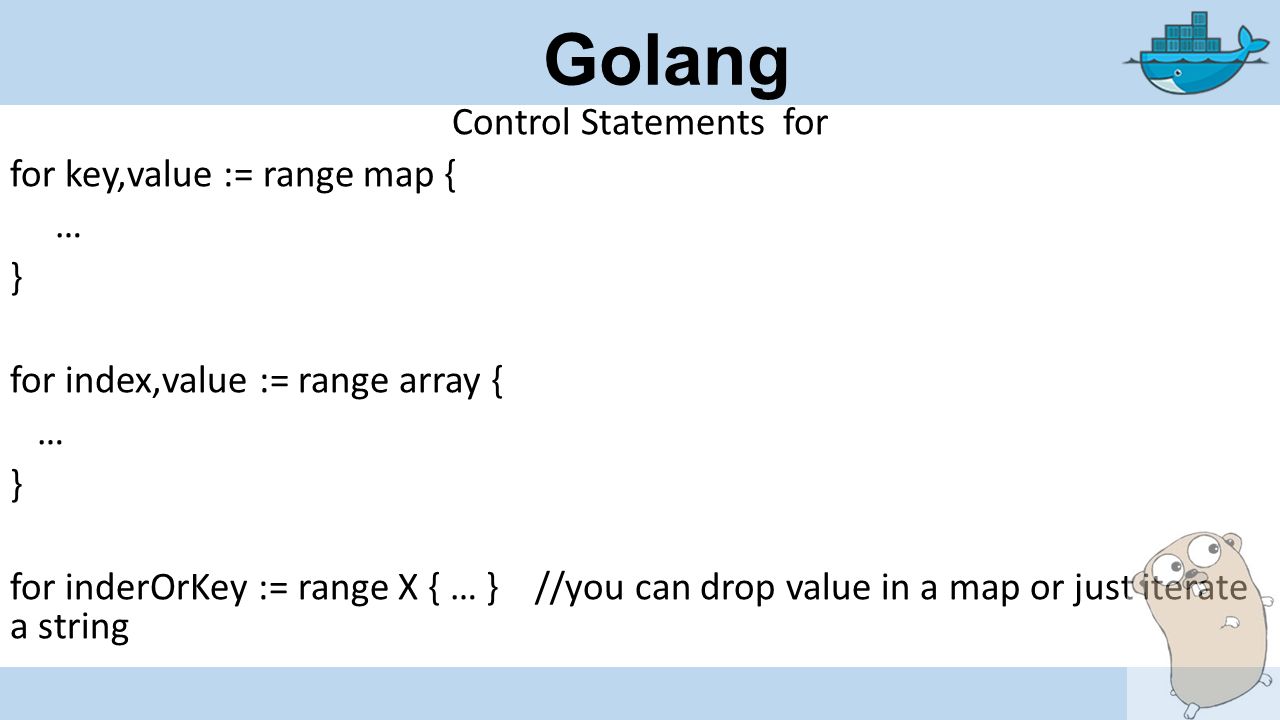 Golang
Control Statements for
for key,value := range map {
…
}
for index,value := range array {
…
}
for inderOrKey := range X { … } //you can drop value in a map or just iterate
a string